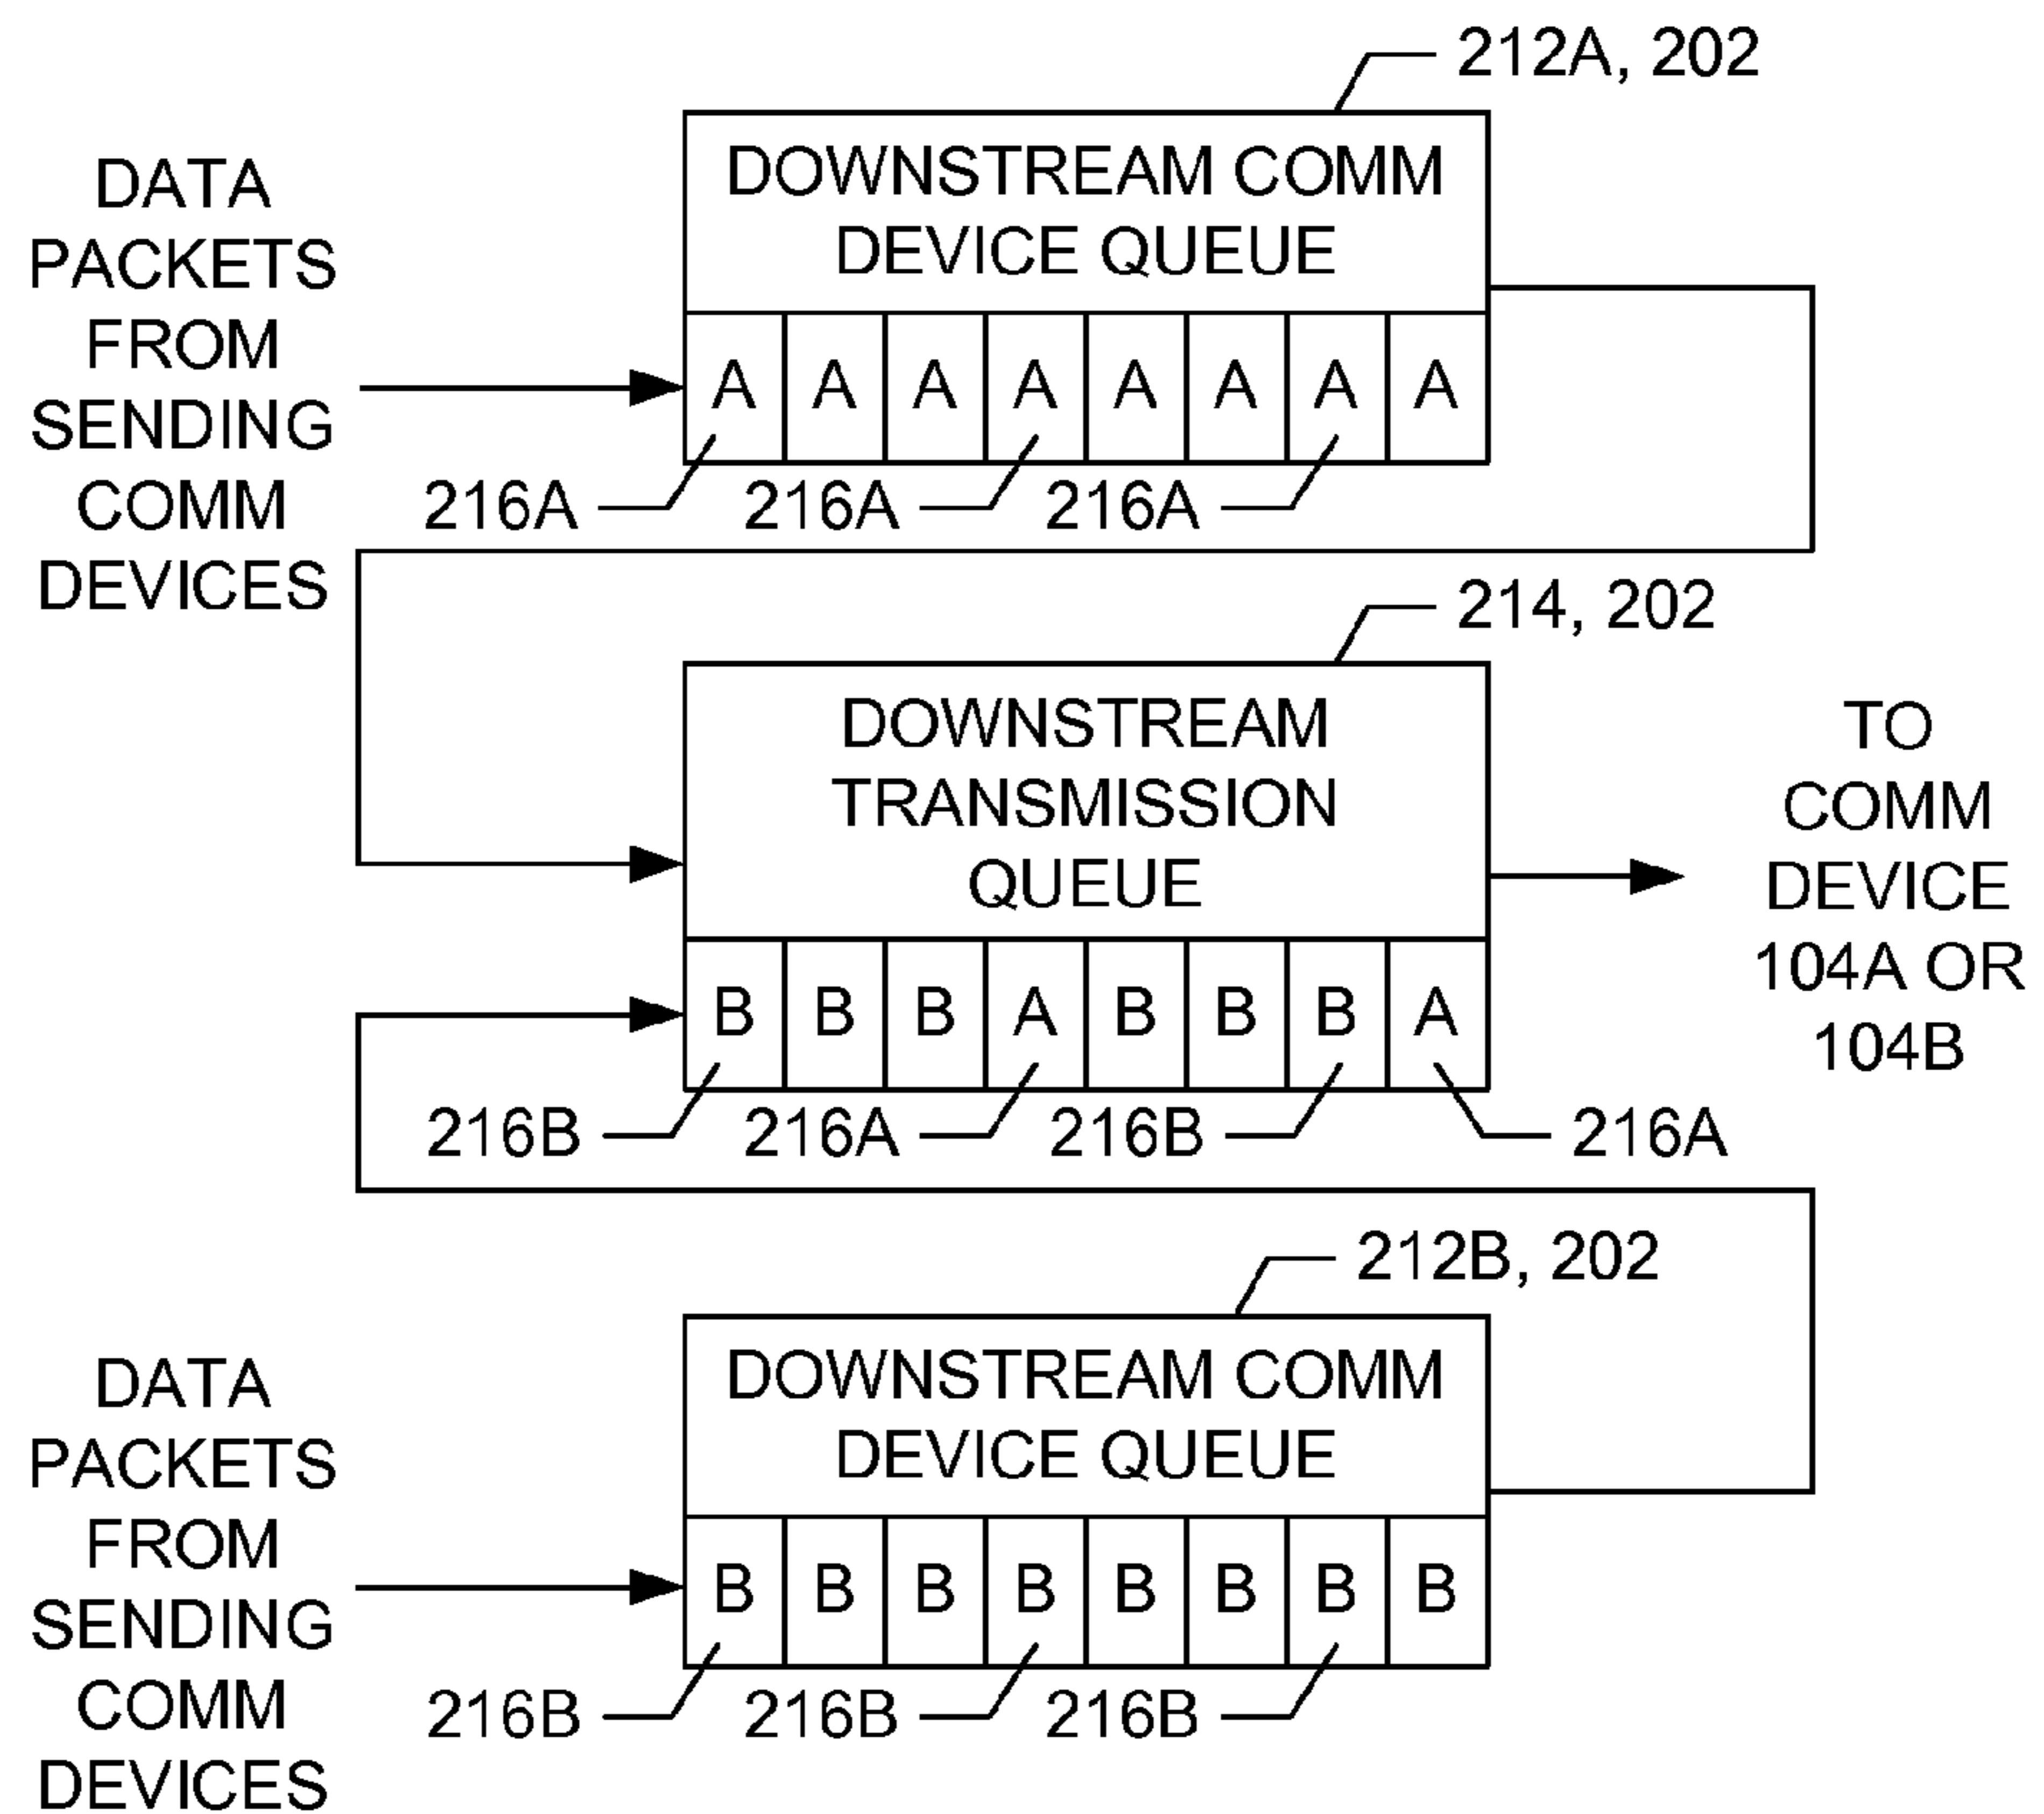 212A, 202
DATA
PACKETS
FROM
SENDING
COMM
DEVICES
DOWNSTREAM COMM
DEVICE QUEUE
A A A A A A A A
216A 216A 216A
214, 202
DOWNSTREAM
TRANSMISSION
QUEUE
B B B A B B B A
216B 216A 216B 216A
TO
COMM
DEVICE
104A OR
104B
212B, 202
DATA
PACKETS
FROM
SENDING
COMM
DEVICES
DOWNSTREAM COMM
DEVICE QUEUE
B B B B B B B B
216B 216B 216B